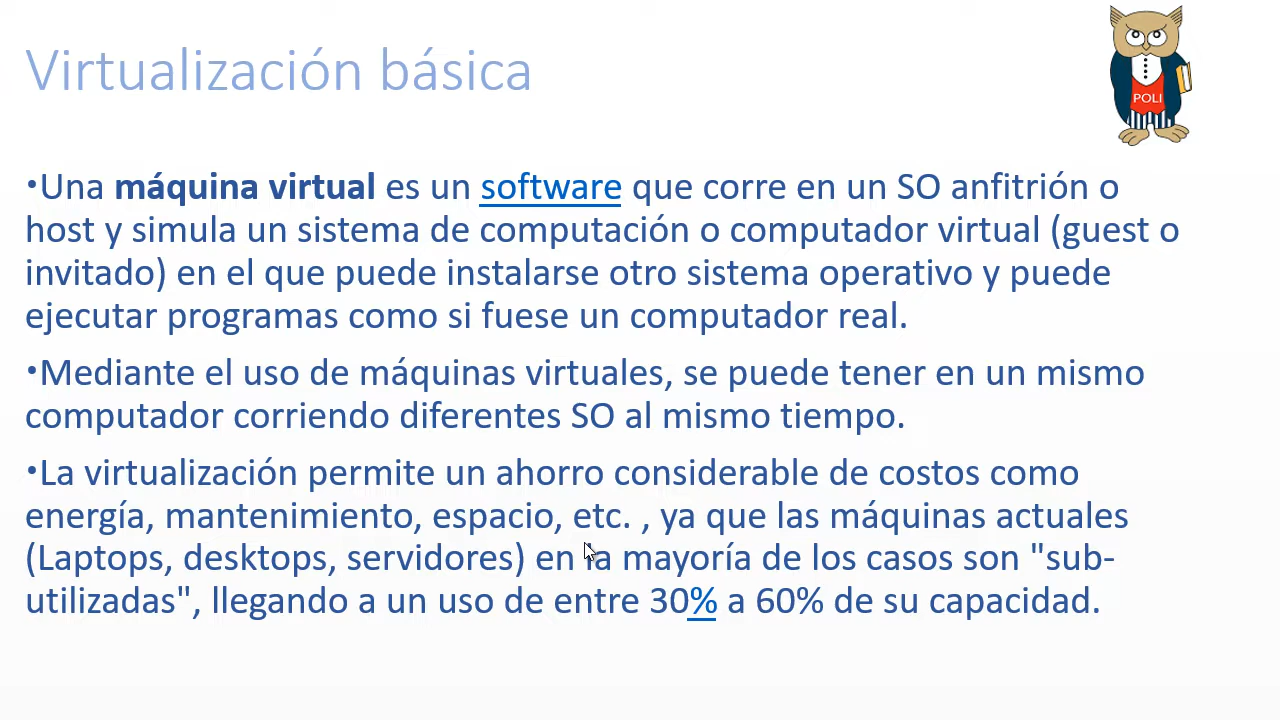 Virtualización básica
POLI
•Una máquina virtual es un software que corre en un SO anfitrión o
host y simula un sistema de computación o computador virtual (guest o
invitado) en el que puede instalarse otro sistema operativo y puede
ejecutar programas como si fuese un computador real.
•Mediante el uso de máquinas virtuales, se puede tener en un mismo
computador corriendo diferentes SO al mismo tiempo.
•La virtualización permite un ahorro considerable de costos como
energía, mantenimiento, espacio, etc. , ya que las máquinas actuales
(Laptops, desktops, servidores) en la mayoría de los casos son "sub-
utilizadas", llegando a un uso de entre 30% a 60% de su capacidad.